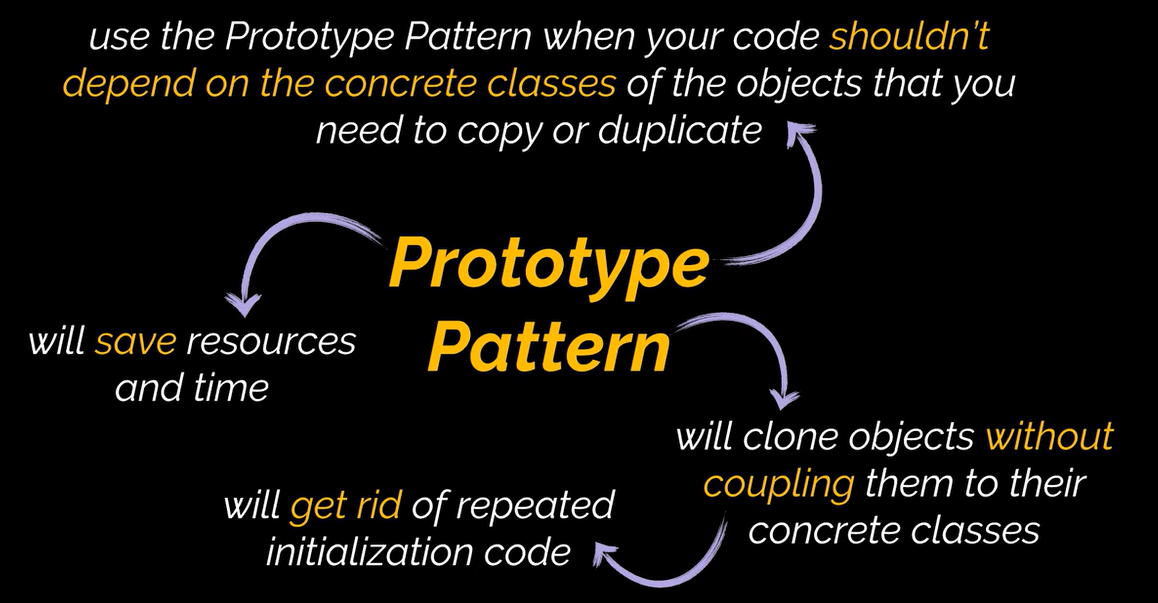 use the Prototype Pattern when your code shouldn't
depend on the concrete classes of the objects that you
need to copy or duplicate
Prototype
Pattern
will save resources
and time
will clone objects without
coupling them to their
concrete classes
will get rid of repeated
initialization code